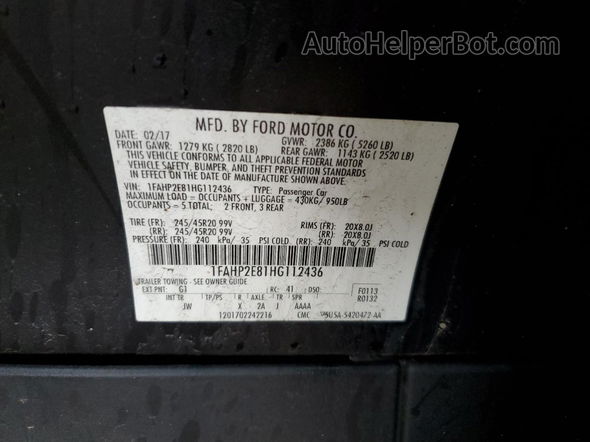 AutoHelperBot.com
MFD. BY FORD MOTOR CO.
DATE: 02/17 GVWR: 2386 KG ( 5260 LB)
FRONT GAWR: 1279 KG ( 2820 LB) REAR GAWR: 1143 KG ( 2520 LB)
THIS VEHICLE CONFORMS TO ALL APPLICABLE FEDERAL MOTOR
VEHICLE SAFETY, BUMPER, AND THEFT PREVENTION STANDARDS
IN EFFECT ON THE DATE OF MANUFACTURE SHOWN ABOVE.
VIN: 1FAHP2E81HG112436 TYPE: Passenger Car
MAXIMUM LOAD = OCCUPANTS + LUGGAGE = 430KG/ 950LB
OCCUPANTS = 5 TOTAL: 2 FRONT, 3 REAR
TIRE (FR): 245/45R20 99V RIMS (FR): 20X8.0J
(RR): 245/45R20 99V (RR): 20X8.0J
PRESSURE (FR): 240 kPa/ 35 PSI COLD (RR): 240 kPa/ 35 PSI COLD
1FAHP2E81HG112436
TRAILER TOWING - SEE OWNER GUIDE
EXT PNT: G1 RC: 41 DSO: F0113
INT TR TP/PS R AXLE TR SPR R0132
JW X 2A J AAAA
1201702242216 CMC 5U5A-5420472-AA